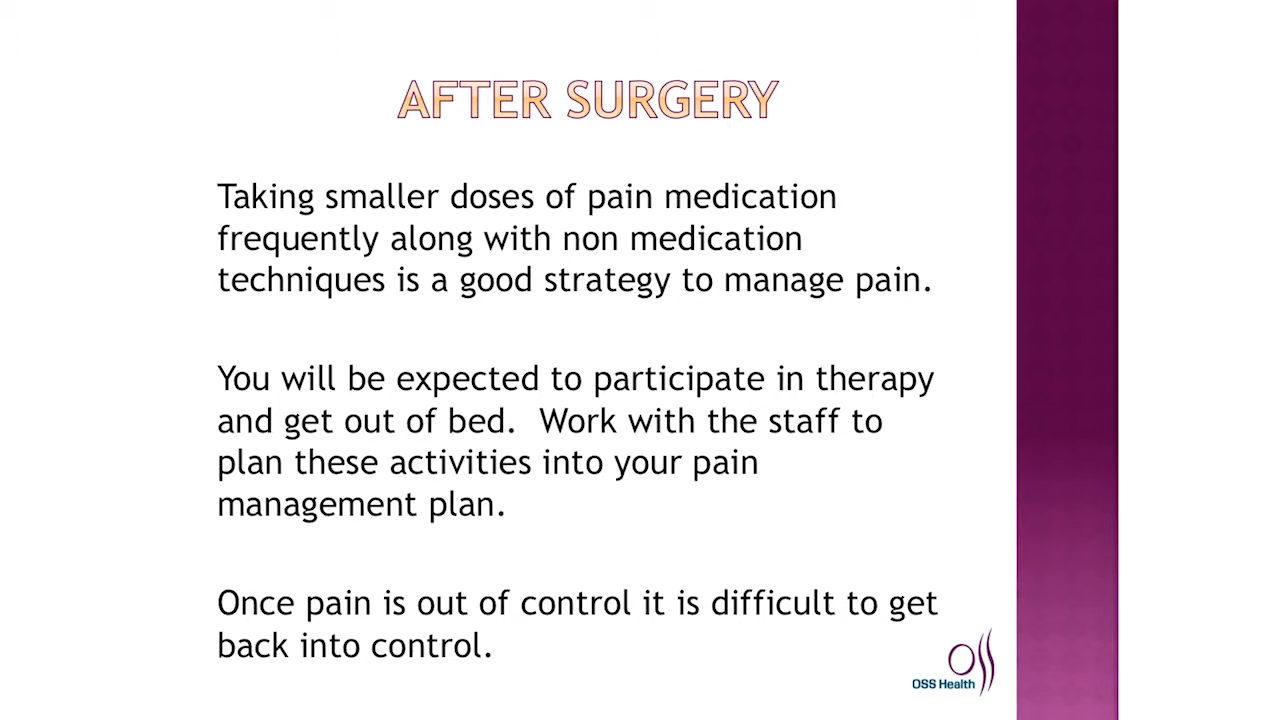 AFTER SURGERY
Taking smaller doses of pain medication
frequently along with non medication
techniques is a good strategy to manage pain.
You will be expected to participate in therapy
and get out of bed.  Work with the staff to
plan these activities into your pain
management plan.
Once pain is out of control it is difficult to get
back into control.
OSS
OSS Health